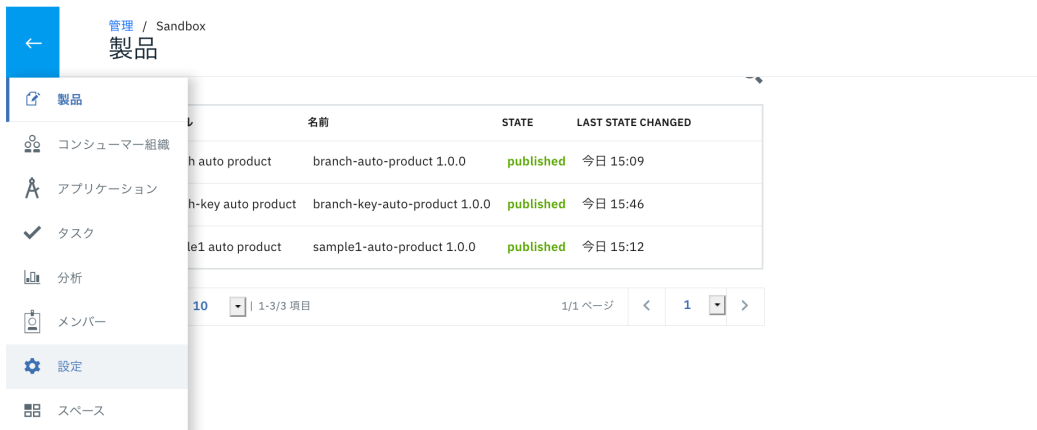 管理 / Sandbox
製品
製品
コンシューマー組織
アプリケーション
タスク
分析
メンバー
設定
スペース
名前 STATE LAST STATE CHANGED
auto product branch-auto-product 1.0.0 published 今日 15:09
auto product branch-key-auto-product 1.0.0 published 今日 15:46
auto product sample1-auto-product 1.0.0 published 今日 15:12
10 | 1-3/3 項目 1/1 ページ < 1 >